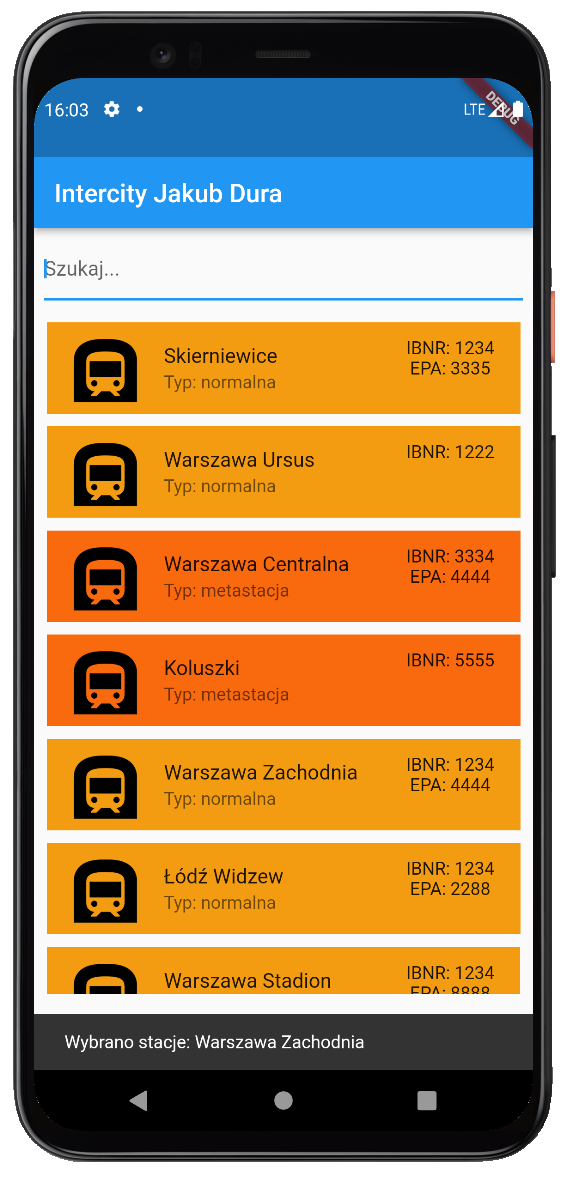 16:03
LTE
DEBUG
Intercity Jakub Dura
Szukaj...
Skierniewice
Typ: normalna
IBNR: 1234
EPA: 3335
Warszawa Ursus
Typ: normalna
IBNR: 1222
Warszawa Centralna
Typ: metastacja
IBNR: 3334
EPA: 4444
Koluszki
Typ: metastacja
IBNR: 5555
Warszawa Zachodnia
Typ: normalna
IBNR: 1234
EPA: 4444
Łódź Widzew
Typ: normalna
IBNR: 1234
EPA: 2288
Warszawa Stadion
IBNR: 1234
EPA: 8888
Wybrano stacje: Warszawa Zachodnia